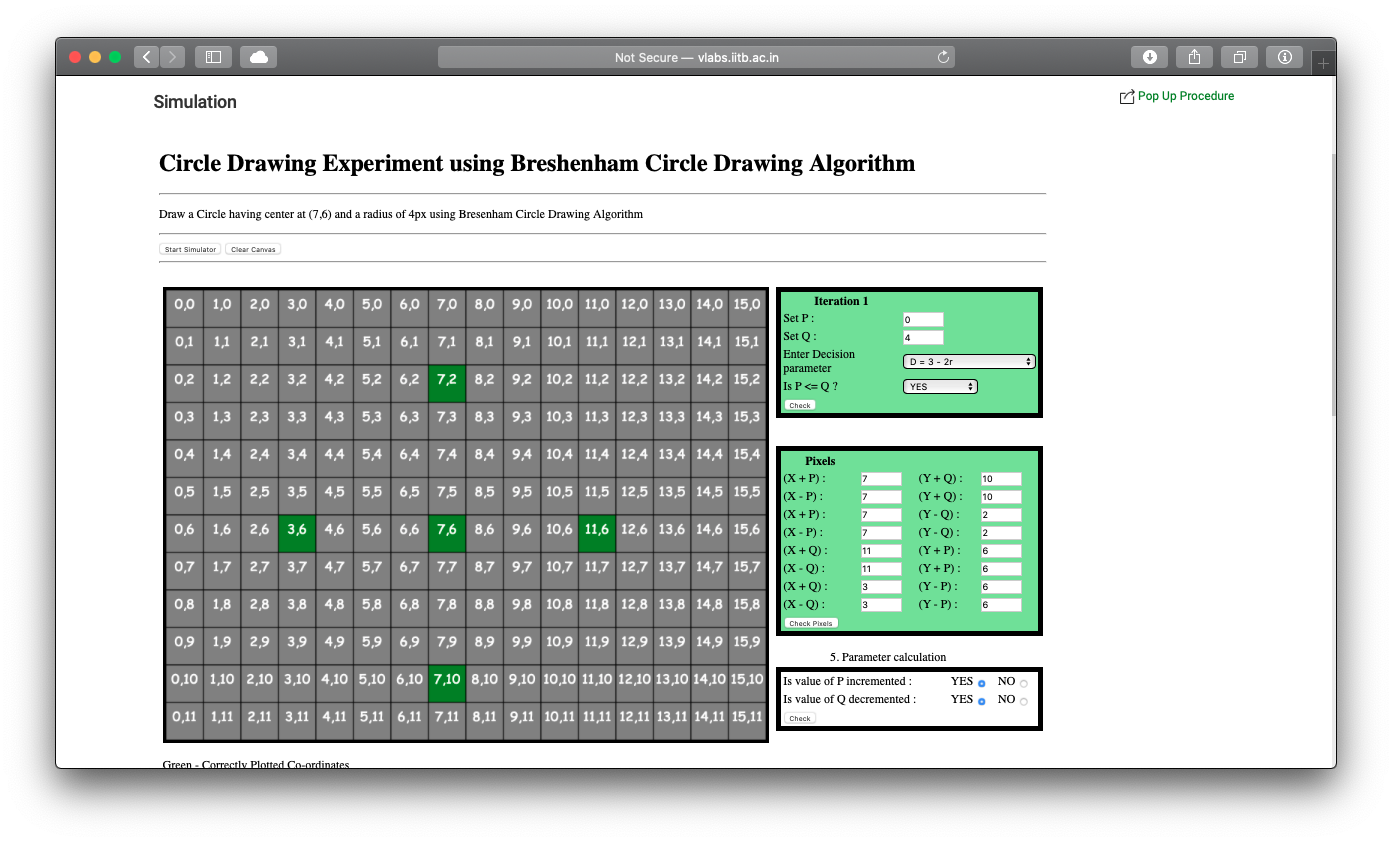 Not Secure — vlabs.iitb.ac.in
Simulation
Pop Up Procedure
Circle Drawing Experiment using Breshenham Circle Drawing Algorithm
Draw a Circle having center at (7,6) and a radius of 4px using Bresenham Circle Drawing Algorithm
Start Simulator Clear Canvas
0,0 1,0 2,0 3,0 4,0 5,0 6,0 7,0 8,0 9,0 10,0 11,0 12,0 13,0 14,0 15,0
0,1 1,1 2,1 3,1 4,1 5,1 6,1 7,1 8,1 9,1 10,1 11,1 12,1 13,1 14,1 15,1
0,2 1,2 2,2 3,2 4,2 5,2 6,2 7,2 8,2 9,2 10,2 11,2 12,2 13,2 14,2 15,2
0,3 1,3 2,3 3,3 4,3 5,3 6,3 7,3 8,3 9,3 10,3 11,3 12,3 13,3 14,3 15,3
0,4 1,4 2,4 3,4 4,4 5,4 6,4 7,4 8,4 9,4 10,4 11,4 12,4 13,4 14,4 15,4
0,5 1,5 2,5 3,5 4,5 5,5 6,5 7,5 8,5 9,5 10,5 11,5 12,5 13,5 14,5 15,5
0,6 1,6 2,6 3,6 4,6 5,6 6,6 7,6 8,6 9,6 10,6 11,6 12,6 13,6 14,6 15,6
0,7 1,7 2,7 3,7 4,7 5,7 6,7 7,7 8,7 9,7 10,7 11,7 12,7 13,7 14,7 15,7
0,8 1,8 2,8 3,8 4,8 5,8 6,8 7,8 8,8 9,8 10,8 11,8 12,8 13,8 14,8 15,8
0,9 1,9 2,9 3,9 4,9 5,9 6,9 7,9 8,9 9,9 10,9 11,9 12,9 13,9 14,9 15,9
0,10 1,10 2,10 3,10 4,10 5,10 6,10 7,10 8,10 9,10 10,10 11,10 12,10 13,10 14,10 15,10
0,11 1,11 2,11 3,11 4,11 5,11 6,11 7,11 8,11 9,11 10,11 11,11 12,11 13,11 14,11 15,11
Green - Correctly Plotted Co-ordinates
Iteration 1
Set P : 0
Set Q : 4
Enter Decision
parameter D = 3 - 2r
Is P <= Q ? YES
Check
Pixels
(X + P) : 7 (Y + Q) : 10
(X - P) : 7 (Y + Q) : 10
(X + P) : 7 (Y - Q) : 2
(X - P) : 7 (Y - Q) : 2
(X + Q) : 11 (Y + P) : 6
(X - Q) : 11 (Y + P) : 6
(X + Q) : 3 (Y - P) : 6
(X - Q) : 3 (Y - P) : 6
Check Pixels
5. Parameter calculation
Is value of P incremented : YES NO
Is value of Q decremented : YES NO
Check